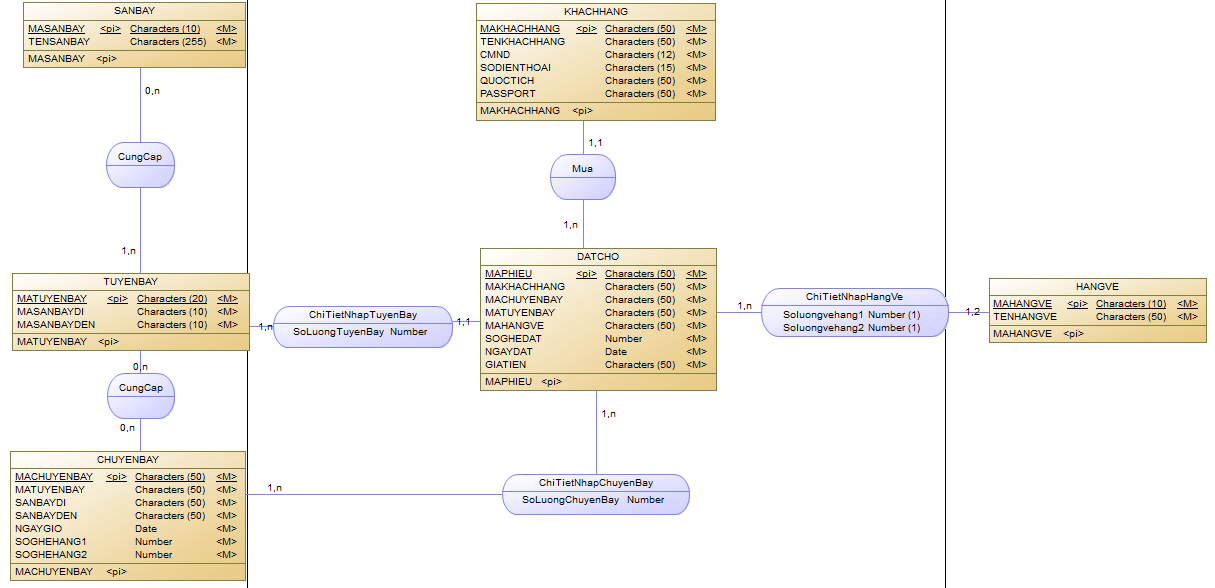 SANBAY
MASANBAY <pi> Characters (10) <M>
TENSANBAY Characters (255) <M>
MASANBAY <pi>
0,n
CungCap
1,n
TUYENBAY
MATUYENBAY <pi> Characters (20) <M>
MASANBAYDI Characters (10) <M>
MASANBAYDEN Characters (10) <M>
MATUYENBAY <pi>
0,n
CungCap
0,n
CHUYENBAY
MACHUYENBAY <pi> Characters (50) <M>
MATUYENBAY Characters (50) <M>
SANBAYDI Characters (50) <M>
SANBAYDEN Characters (50) <M>
NGAYGIO Date <M>
SOGHEHANG1 Number <M>
SOGHEHANG2 Number <M>
MACHUYENBAY <pi>
KHACHHANG
MAKHACHHANG <pi> Characters (50) <M>
TENKHACHHANG Characters (50) <M>
CMND Characters (12) <M>
SODIENTHOAI Characters (15) <M>
QUOCTICH Characters (50) <M>
PASSPORT Characters (50) <M>
MAKHACHHANG <pi>
1,1
Mua
1,n
DATCHO
MAPHIEU <pi> Characters (50) <M>
MAKHACHHANG Characters (50) <M>
MACHUYENBAY Characters (50) <M>
MATUYENBAY Characters (50) <M>
MAHANGVE Characters (50) <M>
SOGHEDAT Number <M>
NGAYDAT Date <M>
GIATIEN Characters (50) <M>
MAPHIEU <pi>
1,n
ChiTietNhapTuyenBay
SoLuongTuyenBay Number
1,1
1,n
ChiTietNhapHangVe
Soluongvehang1 Number (1)
Soluongvehang2 Number (1)
1,2
HANGVE
MAHANGVE <pi> Characters (10) <M>
TENHANGVE Characters (50) <M>
MAHANGVE <pi>
1,n
ChiTietNhapChuyenBay
SoLuongChuyenBay Number
1,n